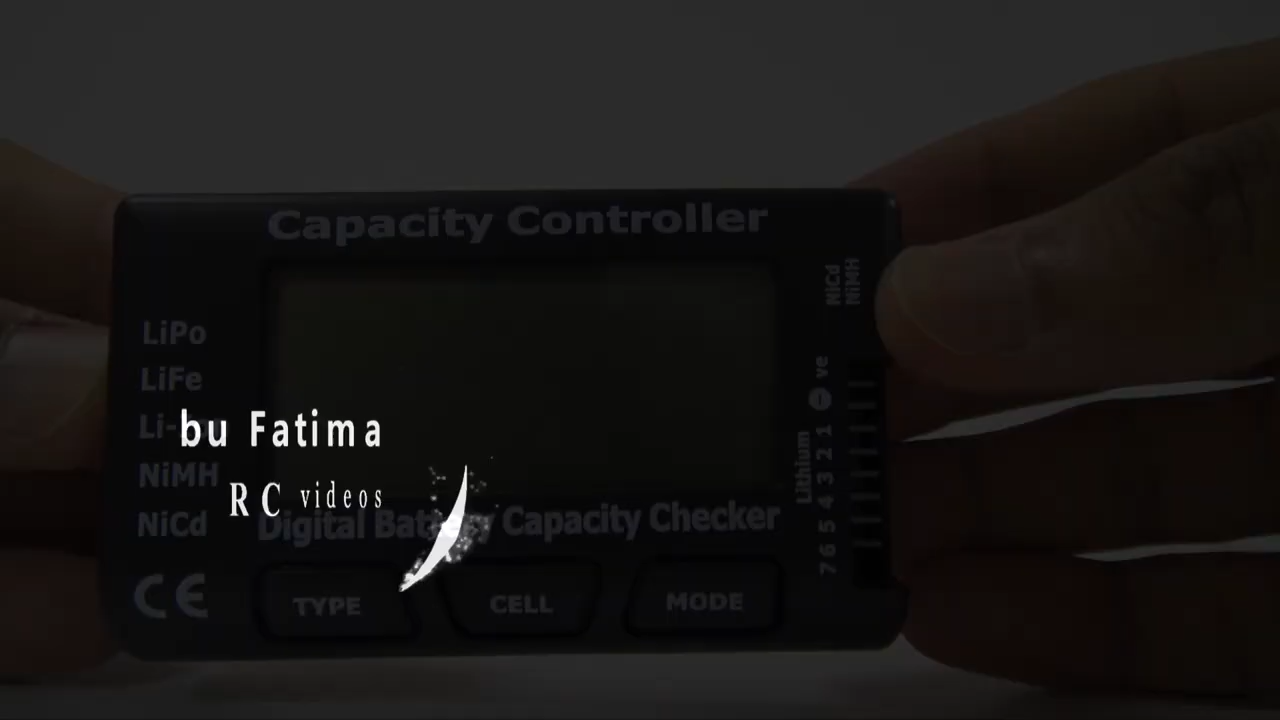 Capacity Controller
NiCd
NiMH
LiPo
LiFe
Li-
NiMH
NiCd
bu Fatima
RC videos
Digital Battery Capacity Checker
Lithium
7 6 5 4 3 2 1 ⊖ ve
CE
TYPE
CELL
MODE